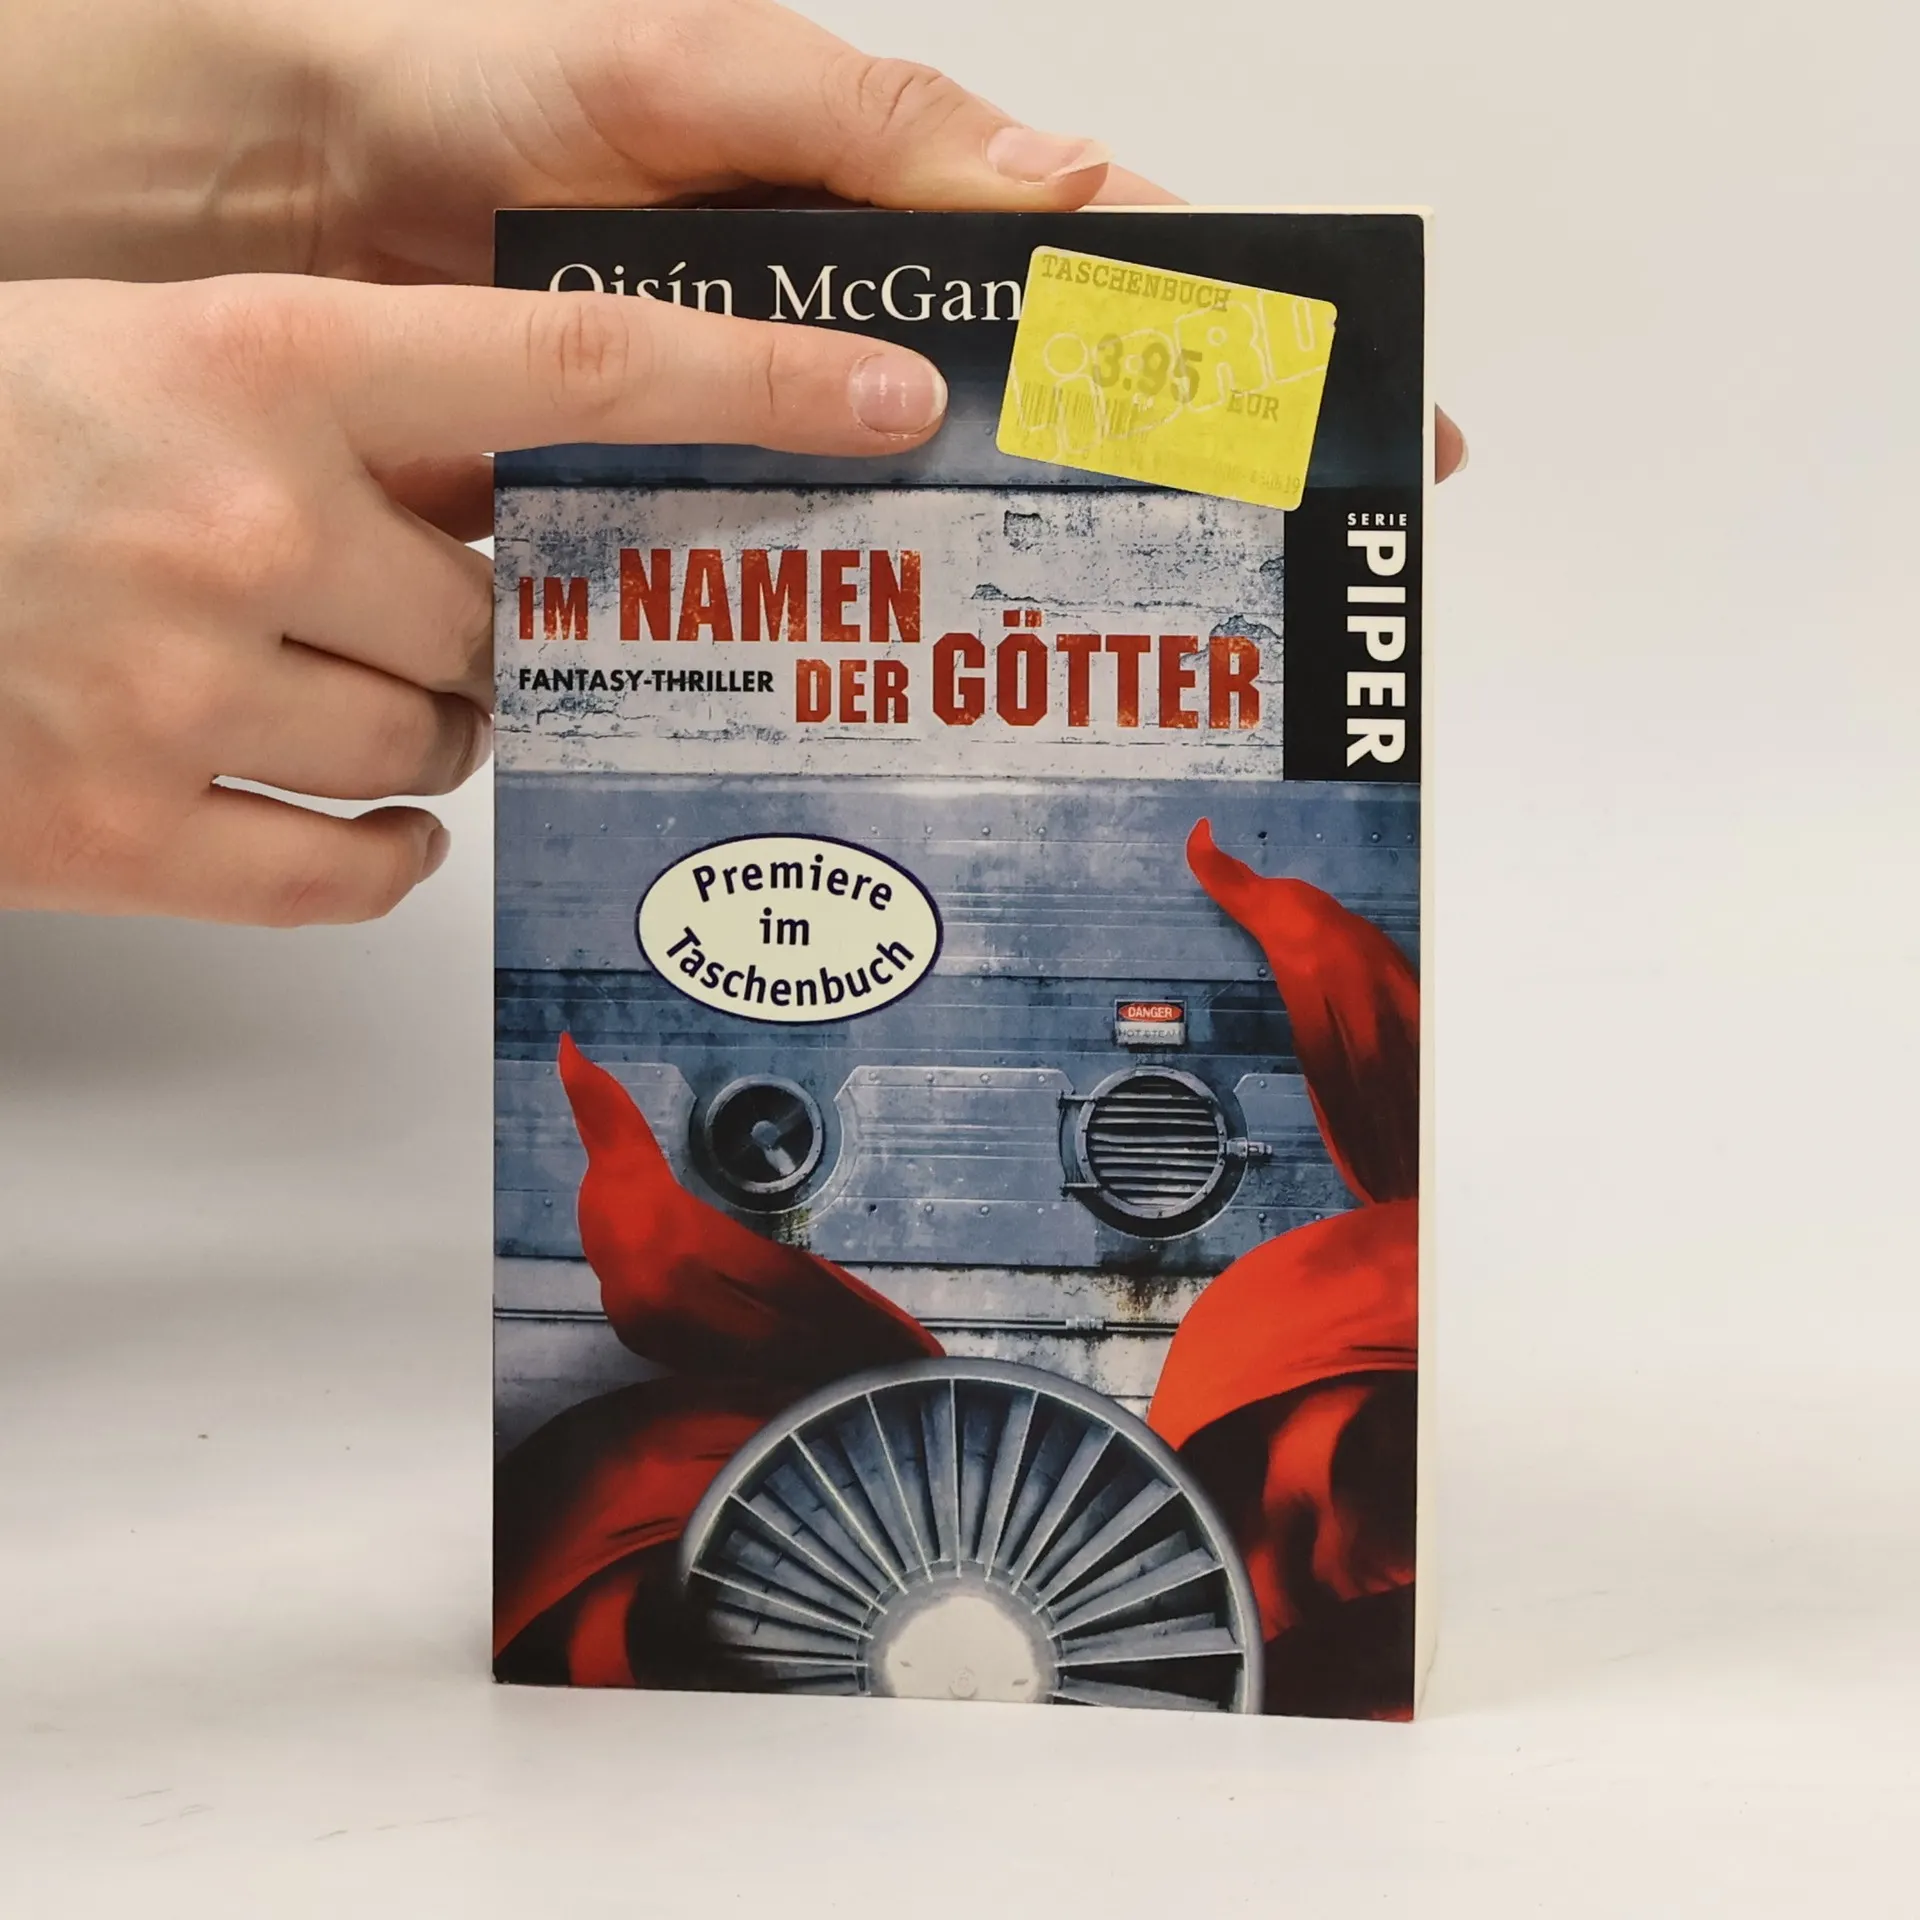 Oisín McGan
TASCHENBUCH
3.95
EUR
SERIE
PIPER
IM NAMEN
DER GÖTTER
FANTASY-THRILLER
Premiere
im
Taschenbuch
DANGER
HOT STEAM